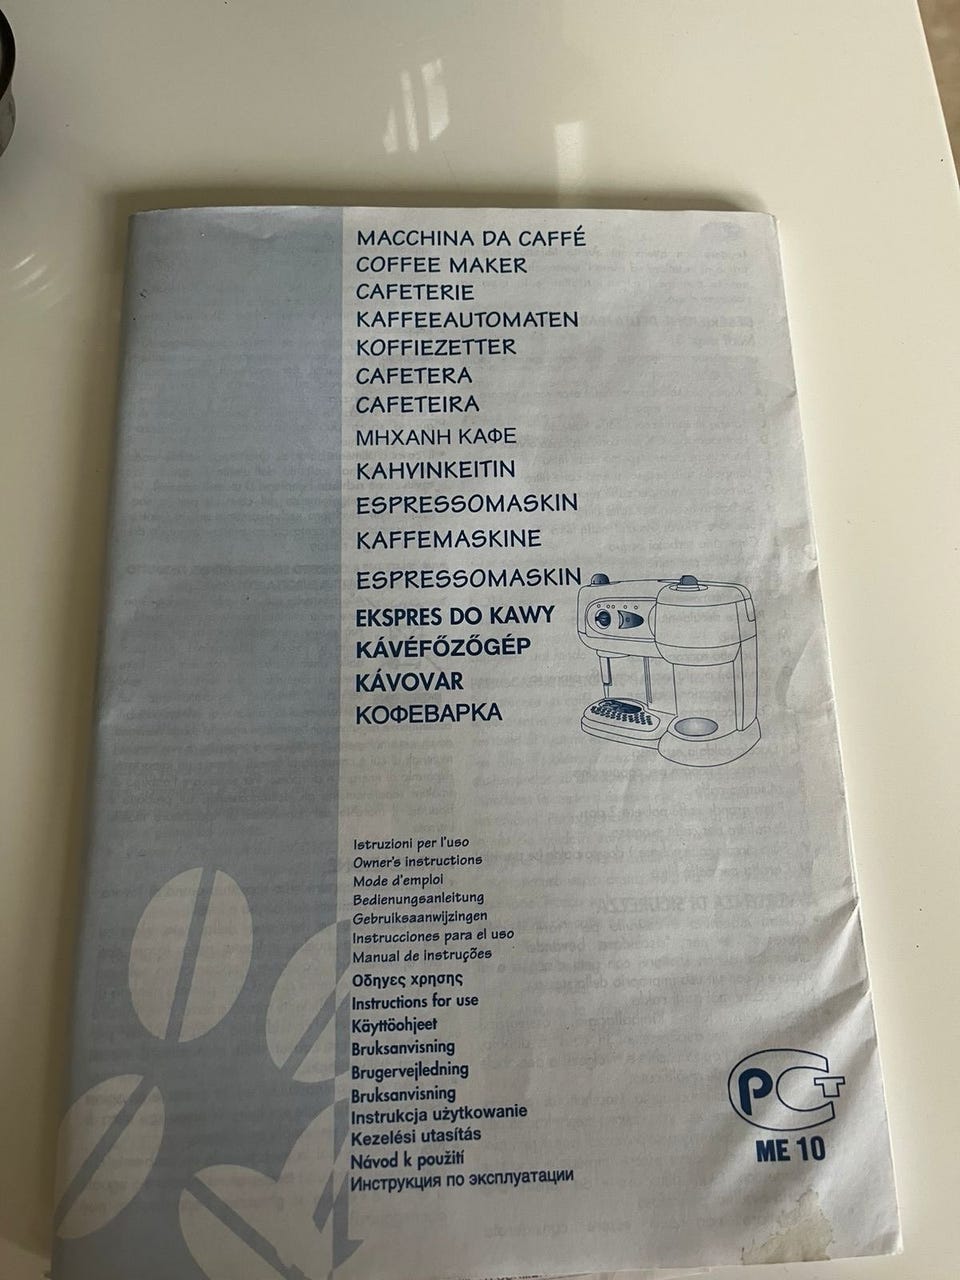 MACCHINA DA CAFFÉ
COFFEE MAKER
CAFETERIE
KAFFEEAUTOMATEN
KOFFIEZETTER
CAFETERA
CAFETEIRA
ΜΗΧΑΝΗ ΚΑΦΕ
KAHVINKEITIN
ESPRESSOMASKIN
KAFFEMASKINE
ESPRESSOMASKIN
EKSPRES DO KAWY
KÁVÉFŐZŐGÉP
KÁVOVAR
КОФЕВАРКА
Istruzioni per l'uso
Owner's instructions
Mode d'emploi
Bedienungsanleitung
Gebruiksaanwijzingen
Instrucciones para el uso
Manual de instruções
Οδηγες χρησης
Instructions for use
Käyttöohjeet
Bruksanvisning
Brugervejledning
Bruksanvisning
Instrukcja użytkowanie
Kezelési utasítás
Návod k použití
Инструкция по эксплуатации
РСТ
ME 10